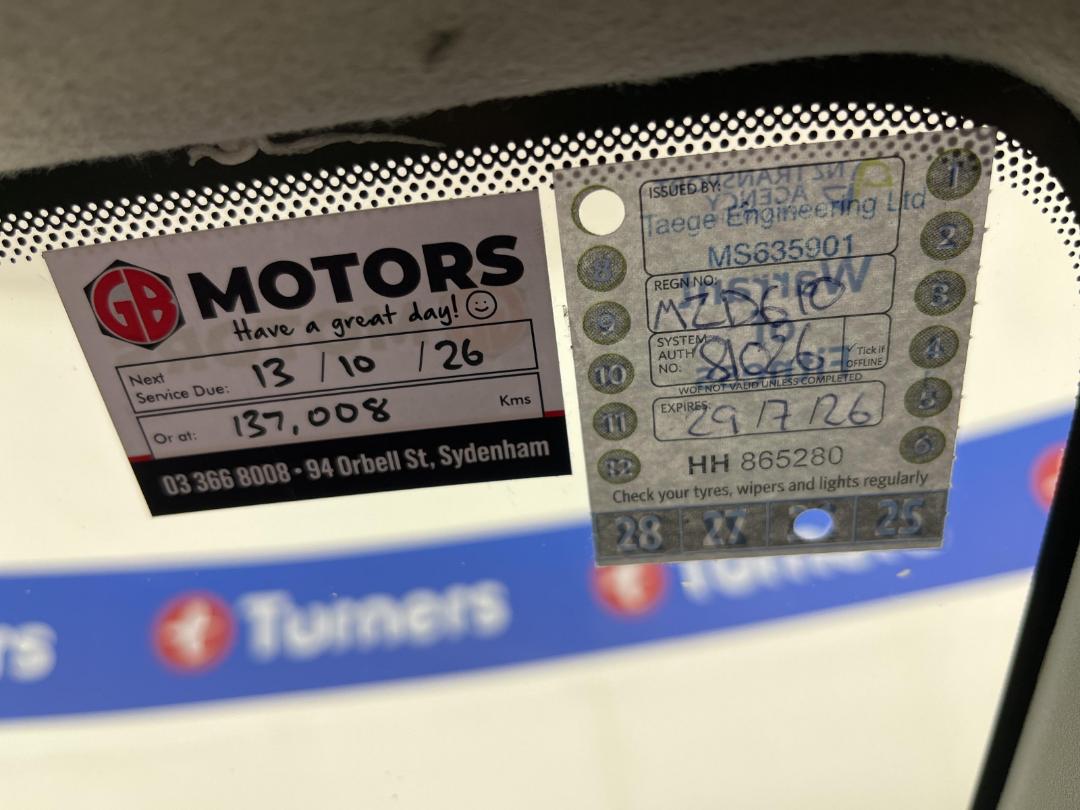 GB MOTORS
Have a great day!
Next Service Due: 13 / 10 / 26
Or at: 137,008 Kms
03 366 8008 • 94 Orbell St, Sydenham
ISSUED BY:
Taege Engineering Ltd
MS635901
REGN NO:
SYSTEM AUTH NO:
✓ Tick if OFFLINE
WOF NOT VALID UNLESS COMPLETED
EXPIRES: 29/7/26
HH 865280
Check your tyres, wipers and lights regularly
1
2
3
4
5
6
8
9
10
11
12
28 27 25
NZ TRANSPORT AGENCY
Warrant of
Turners
Turners